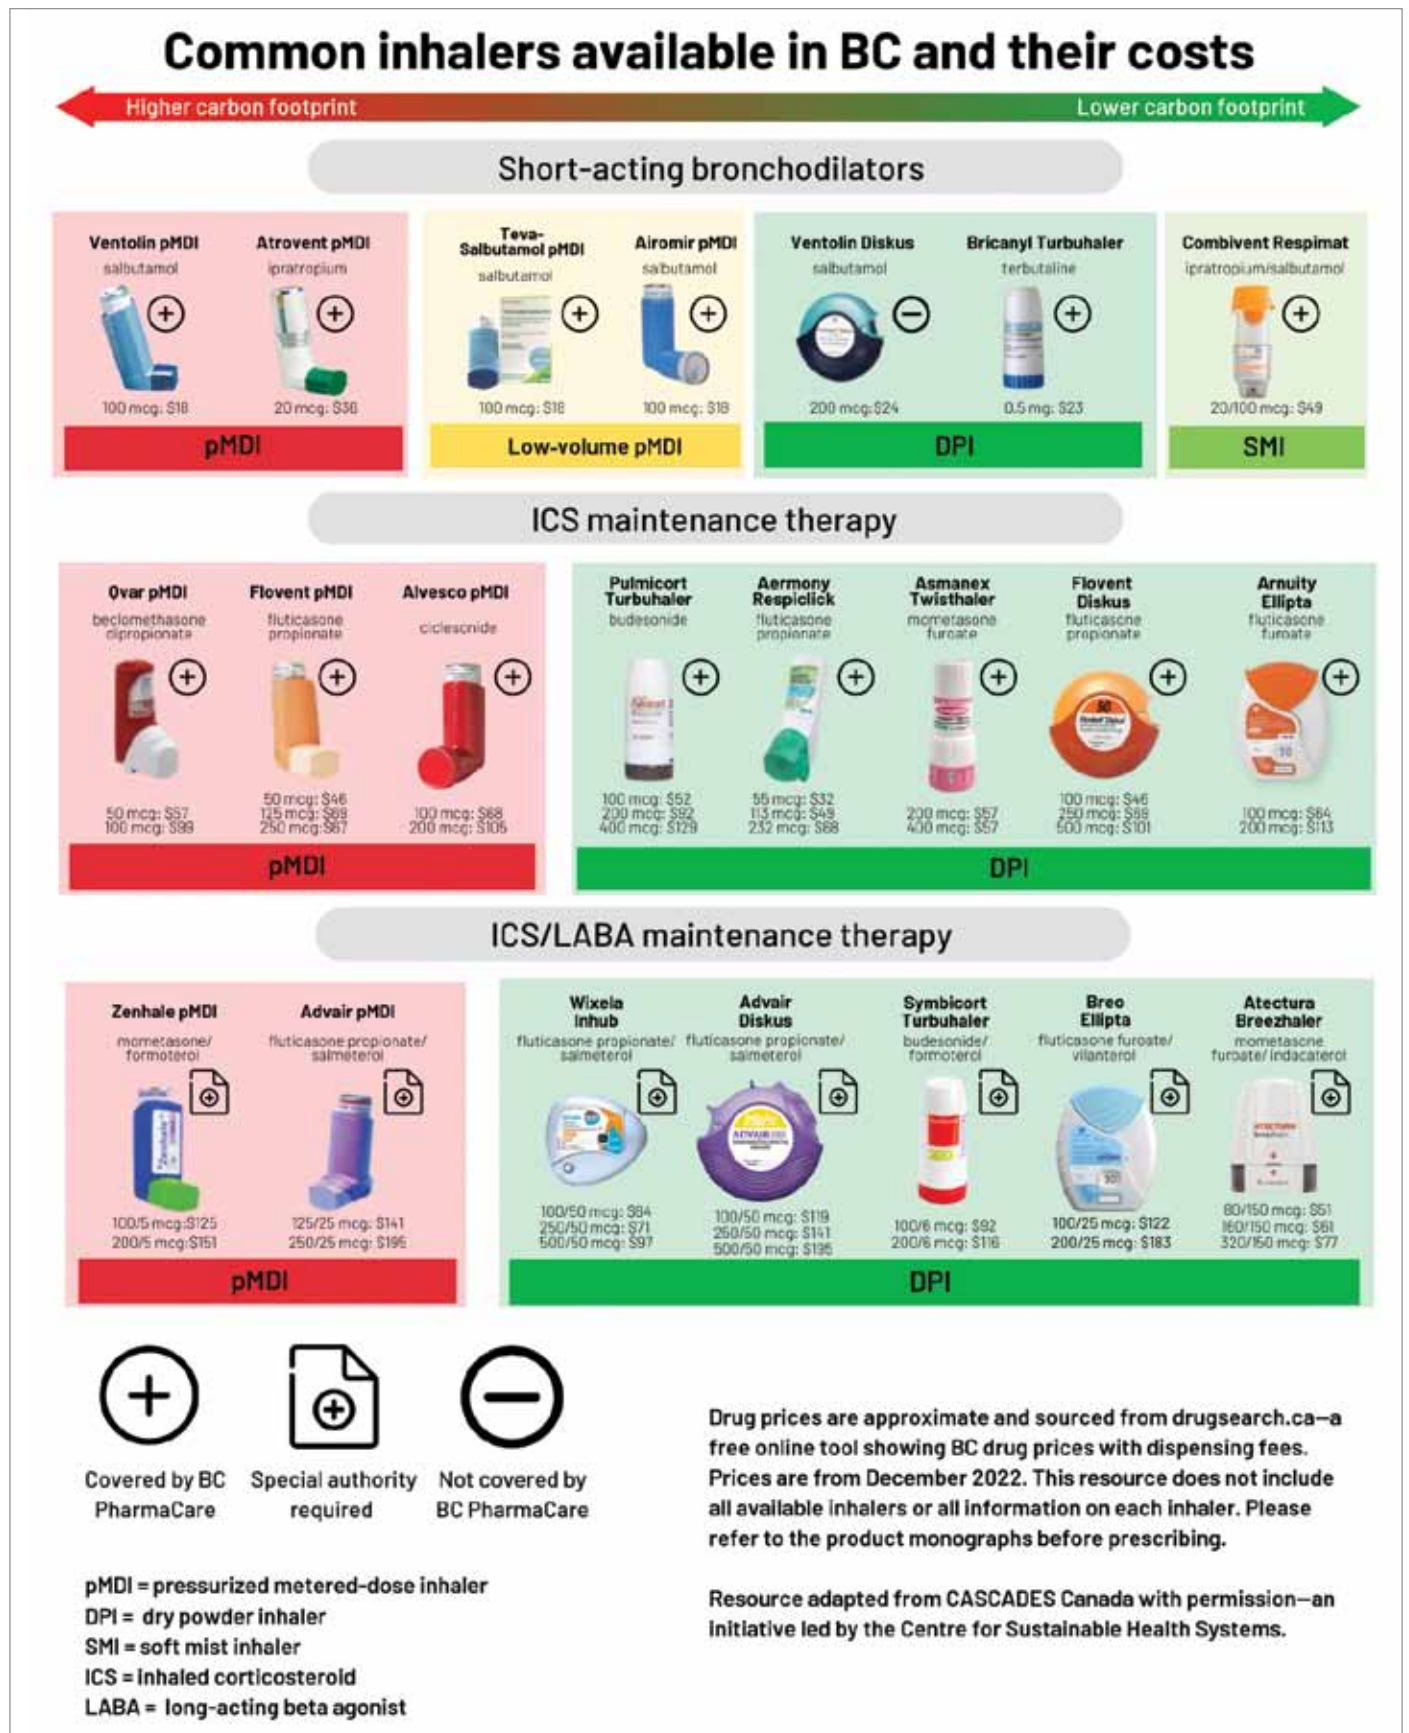 Common inhalers available in BC and their costs
Higher carbon footprint
Lower carbon footprint
Short-acting bronchodilators
Ventolin pMDI
salbutamol
100 mcg: $18
Atrovent pMDI
ipratropium
20 mcg: $36
pMDI
Teva-
Salbutamol pMDI
salbutamol
100 mcg: $18
Airomir pMDI
salbutamol
100 mcg: $18
Low-volume pMDI
Ventolin Diskus
salbutamol
200 mcg:$24
Bricanyl Turbuhaler
terbutaline
0.5 mg: $23
DPI
Combivent Respimat
ipratropium/salbutamol
20/100 mcg: $49
SMI
ICS maintenance therapy
Qvar pMDI
beclomethasone
dipropionate
50 mcg: $57
100 mcg: $99
Flovent pMDI
fluticasone
propionate
50 mcg: $46
125 mcg: $69
250 mcg: $67
Alvesco pMDI
ciclesonide
100 mcg: $68
200 mcg: $105
pMDI
Pulmicort
Turbuhaler
budesonide
100 mcg: $52
200 mcg: $92
400 mcg: $129
Aermony
Respiclick
fluticasone
propionate
55 mcg: $32
113 mcg: $49
232 mcg: $68
Asmanex
Twisthaler
mometasone
furoate
200 mcg: $57
400 mcg: $57
Flovent
Diskus
fluticasone
propionate
100 mcg: $46
250 mcg: $69
500 mcg: $101
Arnuity
Ellipta
fluticasone
furoate
100 mcg: $64
200 mcg: $113
DPI
ICS/LABA maintenance therapy
Zenhale pMDI
mometasone/
formoterol
Zenhale
100/5 mcg:$125
200/5 mcg:$151
Advair pMDI
fluticasone propionate/
salmeterol
125/25 mcg: $141
250/25 mcg: $195
pMDI
Wixela
Inhub
fluticasone propionate/
salmeterol
100/50 mcg: $64
250/50 mcg: $71
500/50 mcg: $97
Advair
Diskus
fluticasone propionate/
salmeterol
ADVAIR
100/50 mcg: $119
250/50 mcg: $141
500/50 mcg: $195
Symbicort
Turbuhaler
budesonide/
formoterol
100/6 mcg: $92
200/6 mcg: $116
Breo
Ellipta
fluticasone furoate/
vilanterol
100/25 mcg: $122
200/25 mcg: $183
Atectura
Breezhaler
mometasone
furoate/ indacaterol
ATECTURA
80/150 mcg: $51
160/150 mcg: $61
320/150 mcg: $77
DPI
Covered by BC
PharmaCare
Special authority
required
Not covered by
BC PharmaCare
pMDI = pressurized metered-dose inhaler
DPI = dry powder inhaler
SMI = soft mist inhaler
ICS = inhaled corticosteroid
LABA = long-acting beta agonist
Drug prices are approximate and sourced from drugsearch.ca—a
free online tool showing BC drug prices with dispensing fees.
Prices are from December 2022. This resource does not include
all available inhalers or all information on each inhaler. Please
refer to the product monographs before prescribing.
Resource adapted from CASCADES Canada with permission—an
initiative led by the Centre for Sustainable Health Systems.